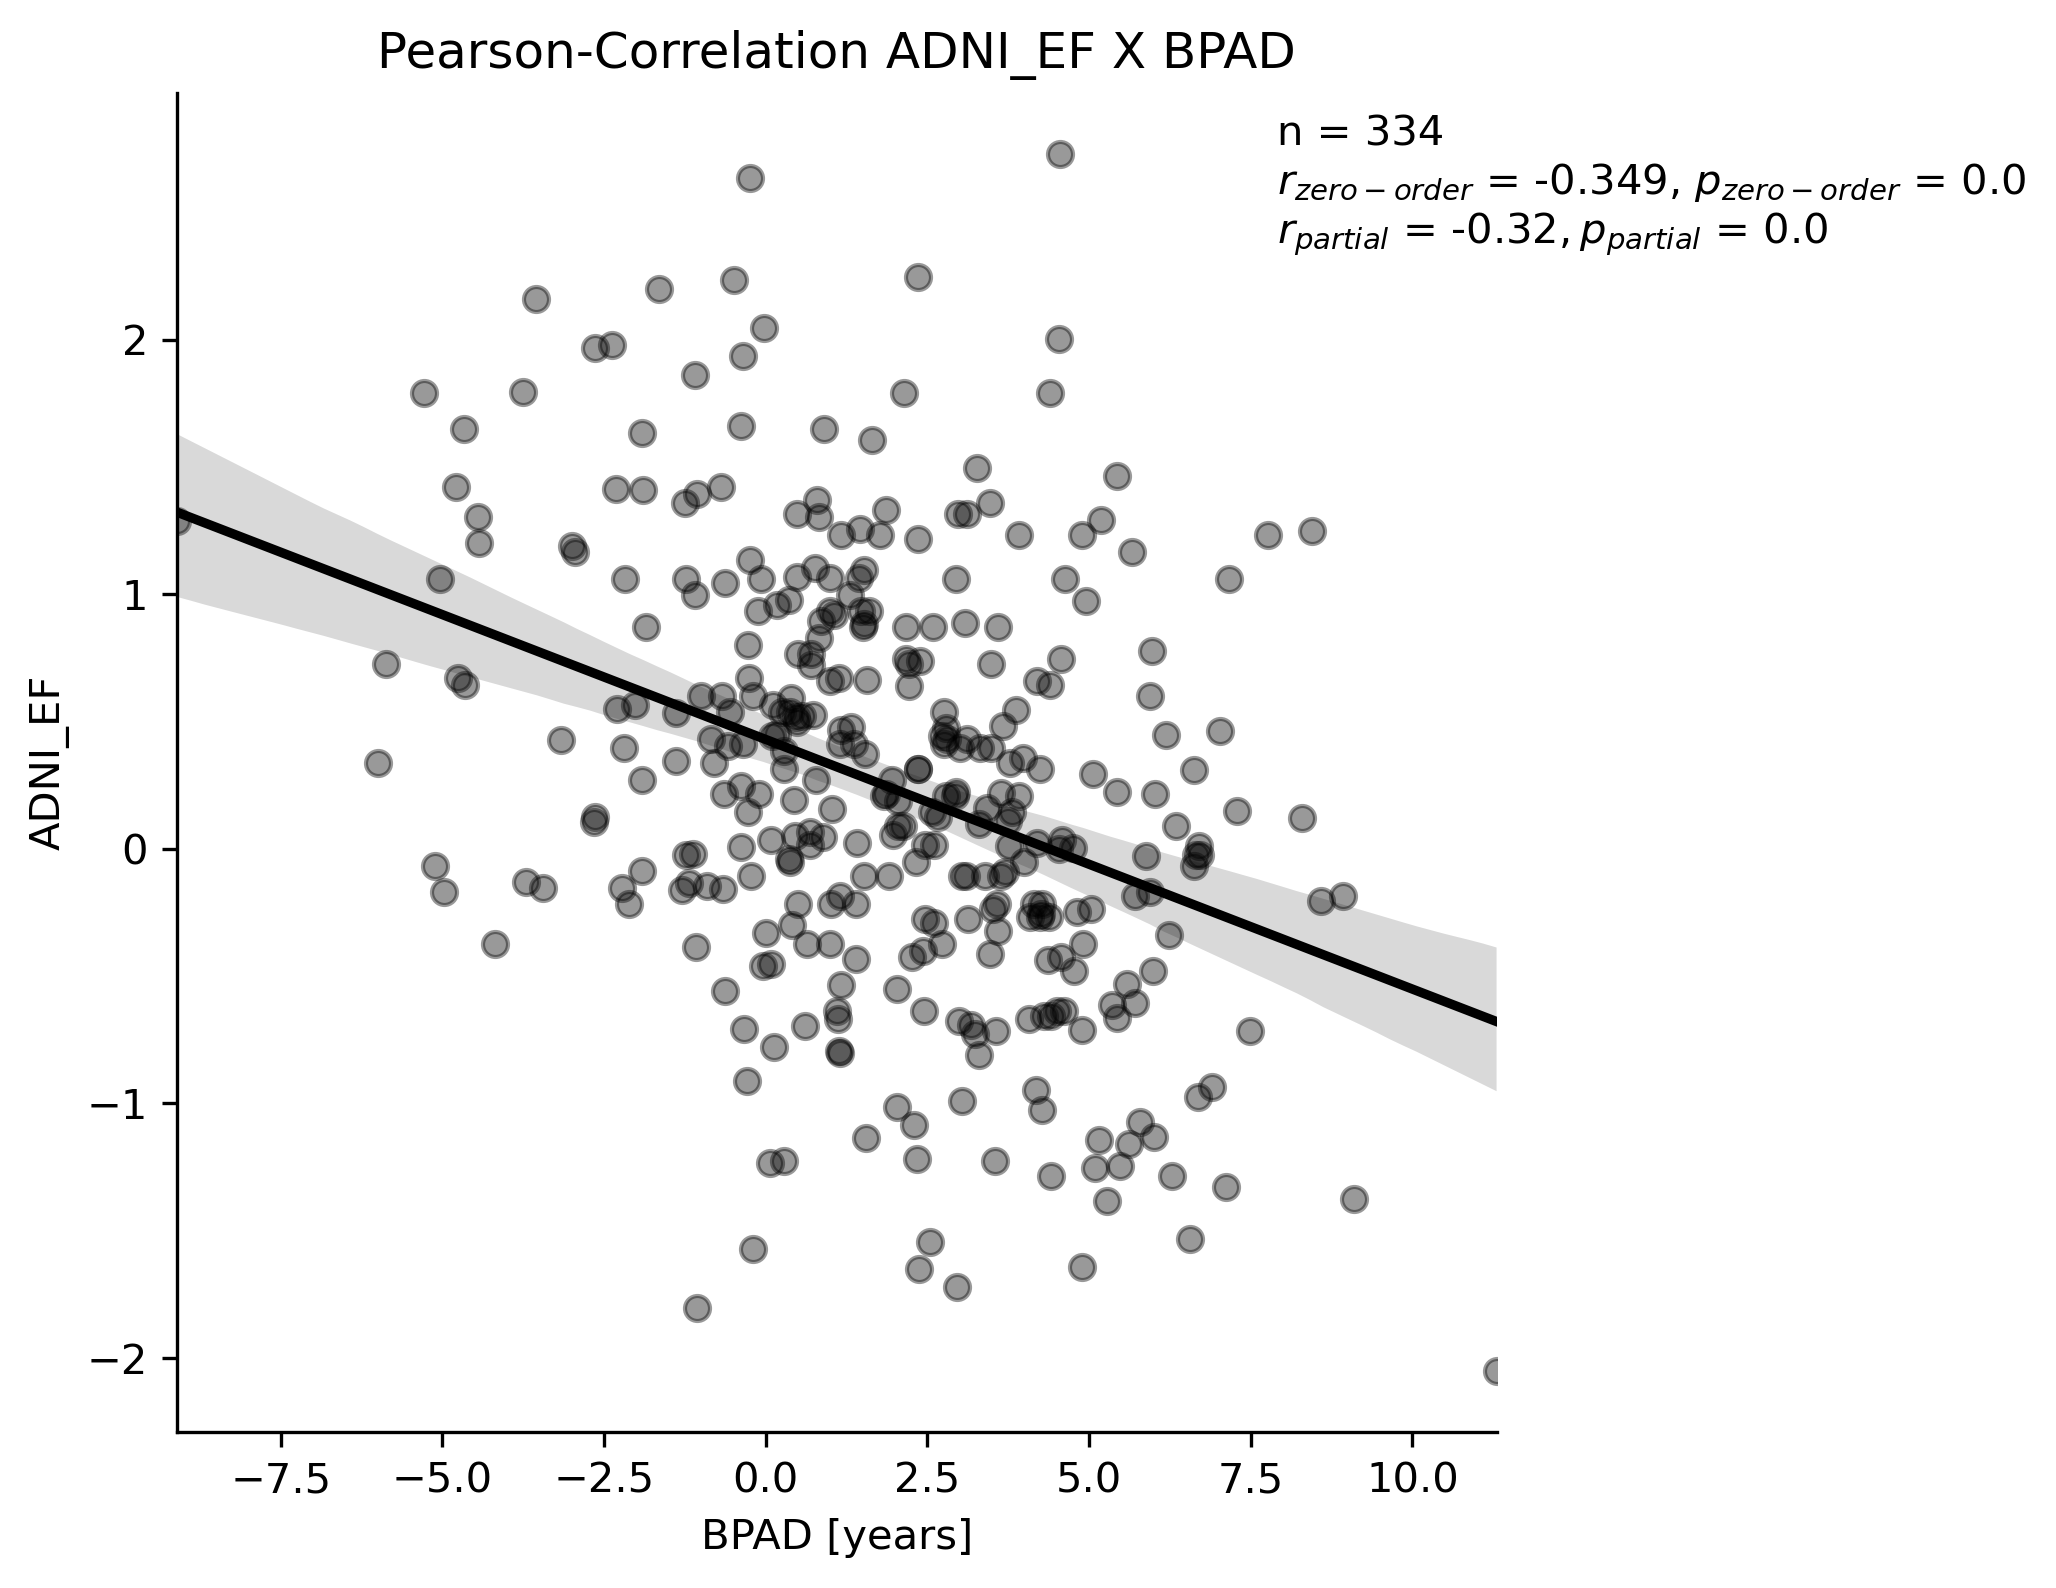 Pearson-Correlation ADNI_EF X BPAD
n = 334
r_zero−order = -0.349, p_zero−order = 0.0
r_partial = -0.32, p_partial = 0.0
ADNI_EF
2
1
0
−1
−2
−7.5 −5.0 −2.5 0.0 2.5 5.0 7.5 10.0
BPAD [years]